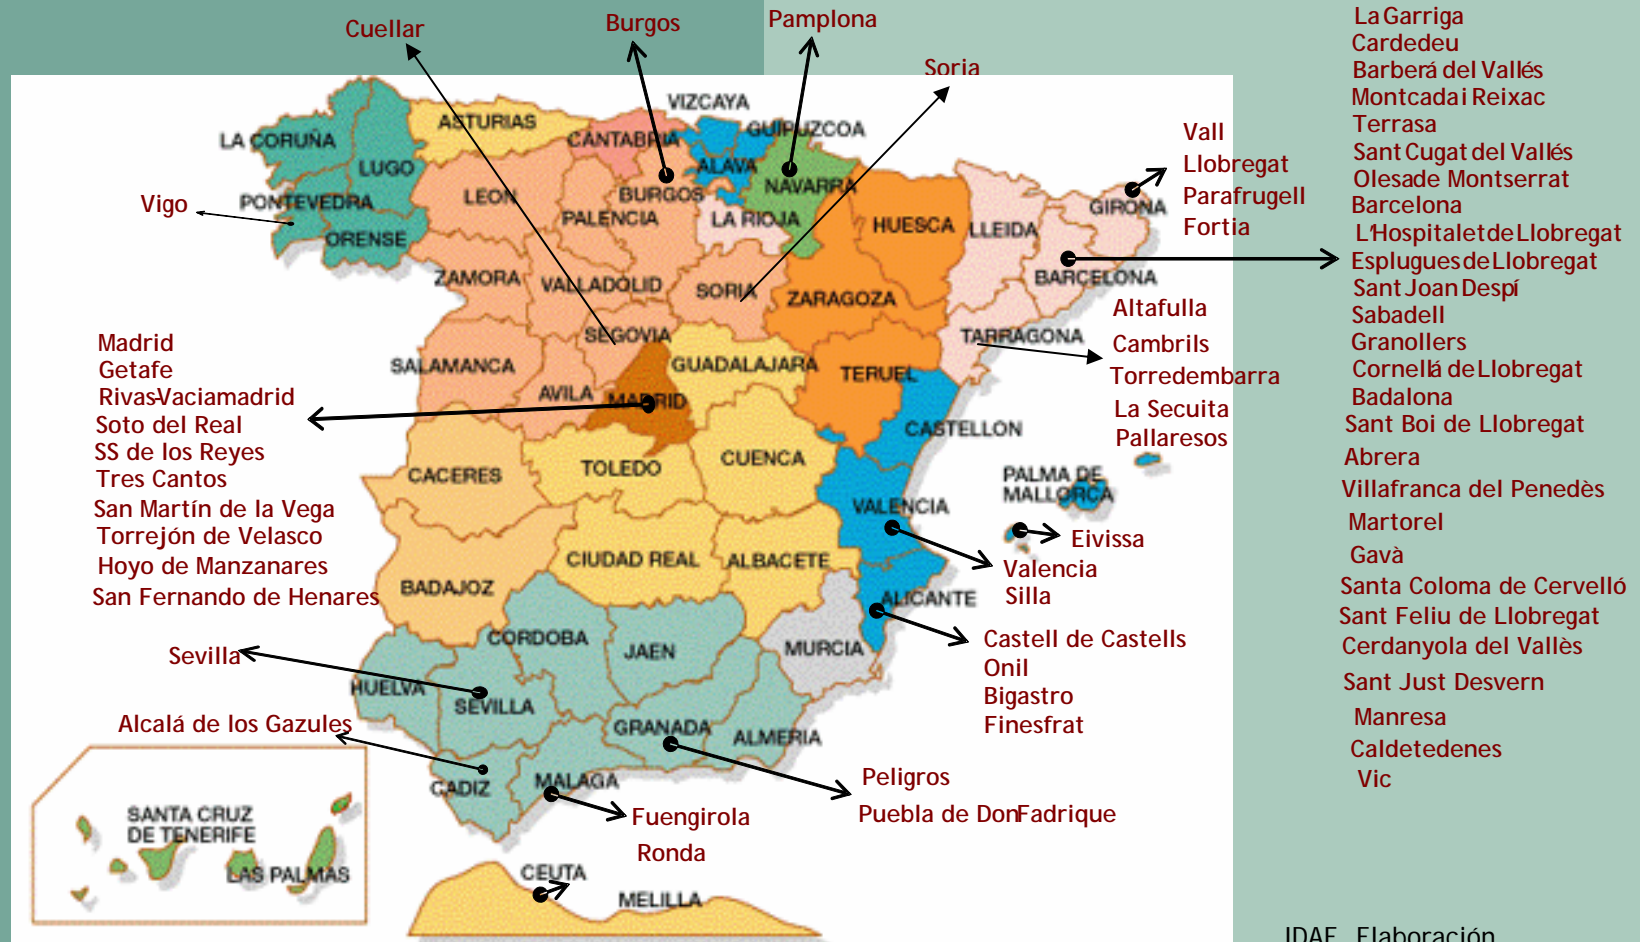 Cuellar
Burgos
Pamplona
Soria
Vigo
Madrid
Getafe
Rivas-Vaciamadrid
Soto del Real
SS de los Reyes
Tres Cantos
San Martín de la Vega
Torrejón de Velasco
Hoyo de Manzanares
San Fernando de Henares
Sevilla
Alcalá de los Gazules
VIZCAYA
GUIPUZCOA
ASTURIAS
CANTABRIA
LA CORUÑA
LUGO
ALAVA
NAVARRA
PONTEVEDRA
LEON
BURGOS
PALENCIA
LA RIOJA
ORENSE
HUESCA
LLEIDA
GIRONA
BARCELONA
ZAMORA
VALLADOLID
SORIA
ZARAGOZA
SEGOVIA
TARRAGONA
SALAMANCA
GUADALAJARA
TERUEL
AVILA
MADRID
CASTELLON
CACERES
TOLEDO
CUENCA
PALMA DE
MALLORCA
VALENCIA
CIUDAD REAL
ALBACETE
BADAJOZ
ALICANTE
CORDOBA
JAEN
MURCIA
HUELVA
SEVILLA
GRANADA
ALMERIA
CADIZ
MALAGA
SANTA CRUZ
DE TENERIFE
LAS PALMAS
CEUTA
MELILLA
Vall
Llobregat
Parafrugell
Fortia
Altafulla
Cambrils
Torredembarra
La Secuita
Pallaresos
Eivissa
Valencia
Silla
Castell de Castells
Onil
Bigastro
Finesfrat
Peligros
Puebla de Don Fadrique
Fuengirola
Ronda
La Garriga
Cardedeu
Barberá del Vallés
Montcada i Reixac
Terrasa
Sant Cugat del Vallés
Olesa de Montserrat
Barcelona
L'Hospitalet de Llobregat
Esplugues de Llobregat
Sant Joan Despí
Sabadell
Granollers
Cornellá de Llobregat
Badalona
Sant Boi de Llobregat
Abrera
Villafranca del Penedès
Martorel
Gavà
Santa Coloma de Cervelló
Sant Feliu de Llobregat
Cerdanyola del Vallès
Sant Just Desvern
Manresa
Caldetedenes
Vic
IDAE Elaboración